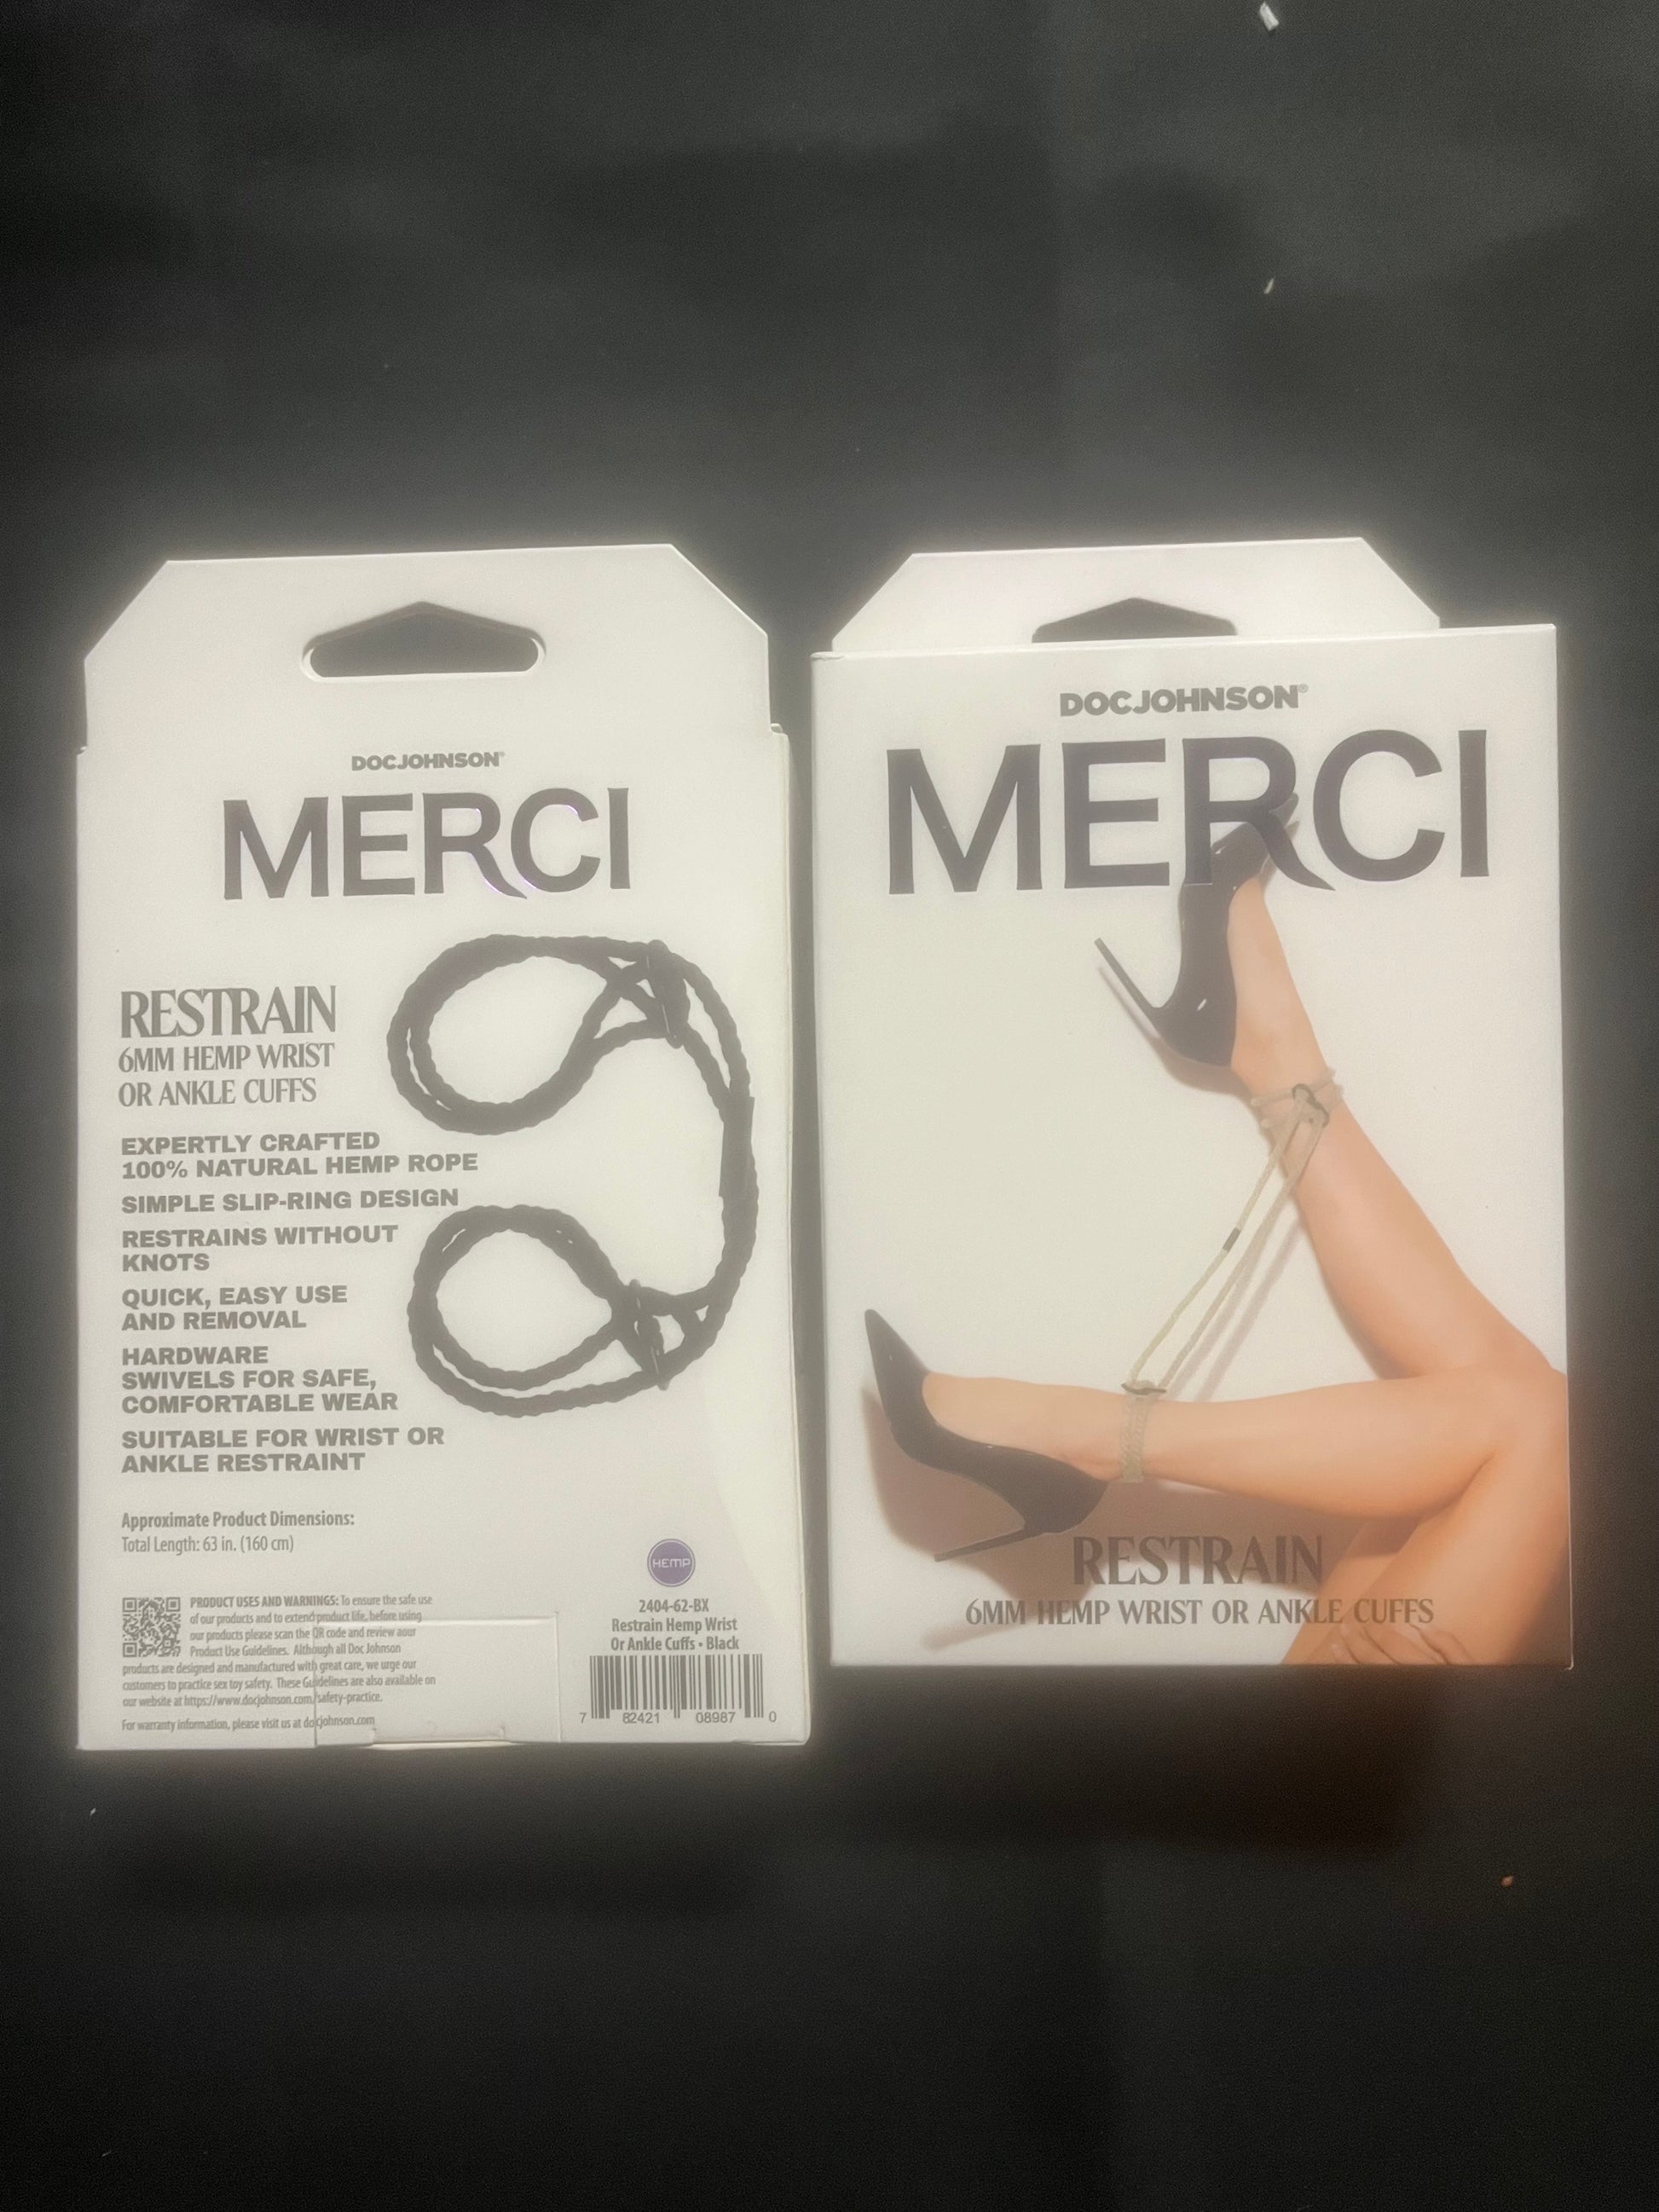 DOC JOHNSON®
MERCI
RESTRAIN
6MM HEMP WRIST
OR ANKLE CUFFS
EXPERTLY CRAFTED
100% NATURAL HEMP ROPE
SIMPLE SLIP-RING DESIGN
RESTRAINS WITHOUT
KNOTS
QUICK, EASY USE
AND REMOVAL
HARDWARE
SWIVELS FOR SAFE,
COMFORTABLE WEAR
SUITABLE FOR WRIST OR
ANKLE RESTRAINT
Approximate Product Dimensions:
Total Length: 63 in. (160 cm)
PRODUCT USES AND WARNINGS: To ensure the safe use
of our products and to extend product life, before using
our products please scan the QR code and review aour
Product Use Guidelines. Although all Doc Johnson
products are designed and manufactured with great care, we urge our
customers to practice sex toy safety. These Guidelines are also available on
our website at https://www.docjohnson.com/safety-practice.
For warranty information, please visit us at docjohnson.com
HEMP
2404-62-BX
Restrain Hemp Wrist
Or Ankle Cuffs • Black
7 82421 08987 0
DOC JOHNSON®
MERCI
RESTRAIN
6MM HEMP WRIST OR ANKLE CUFFS